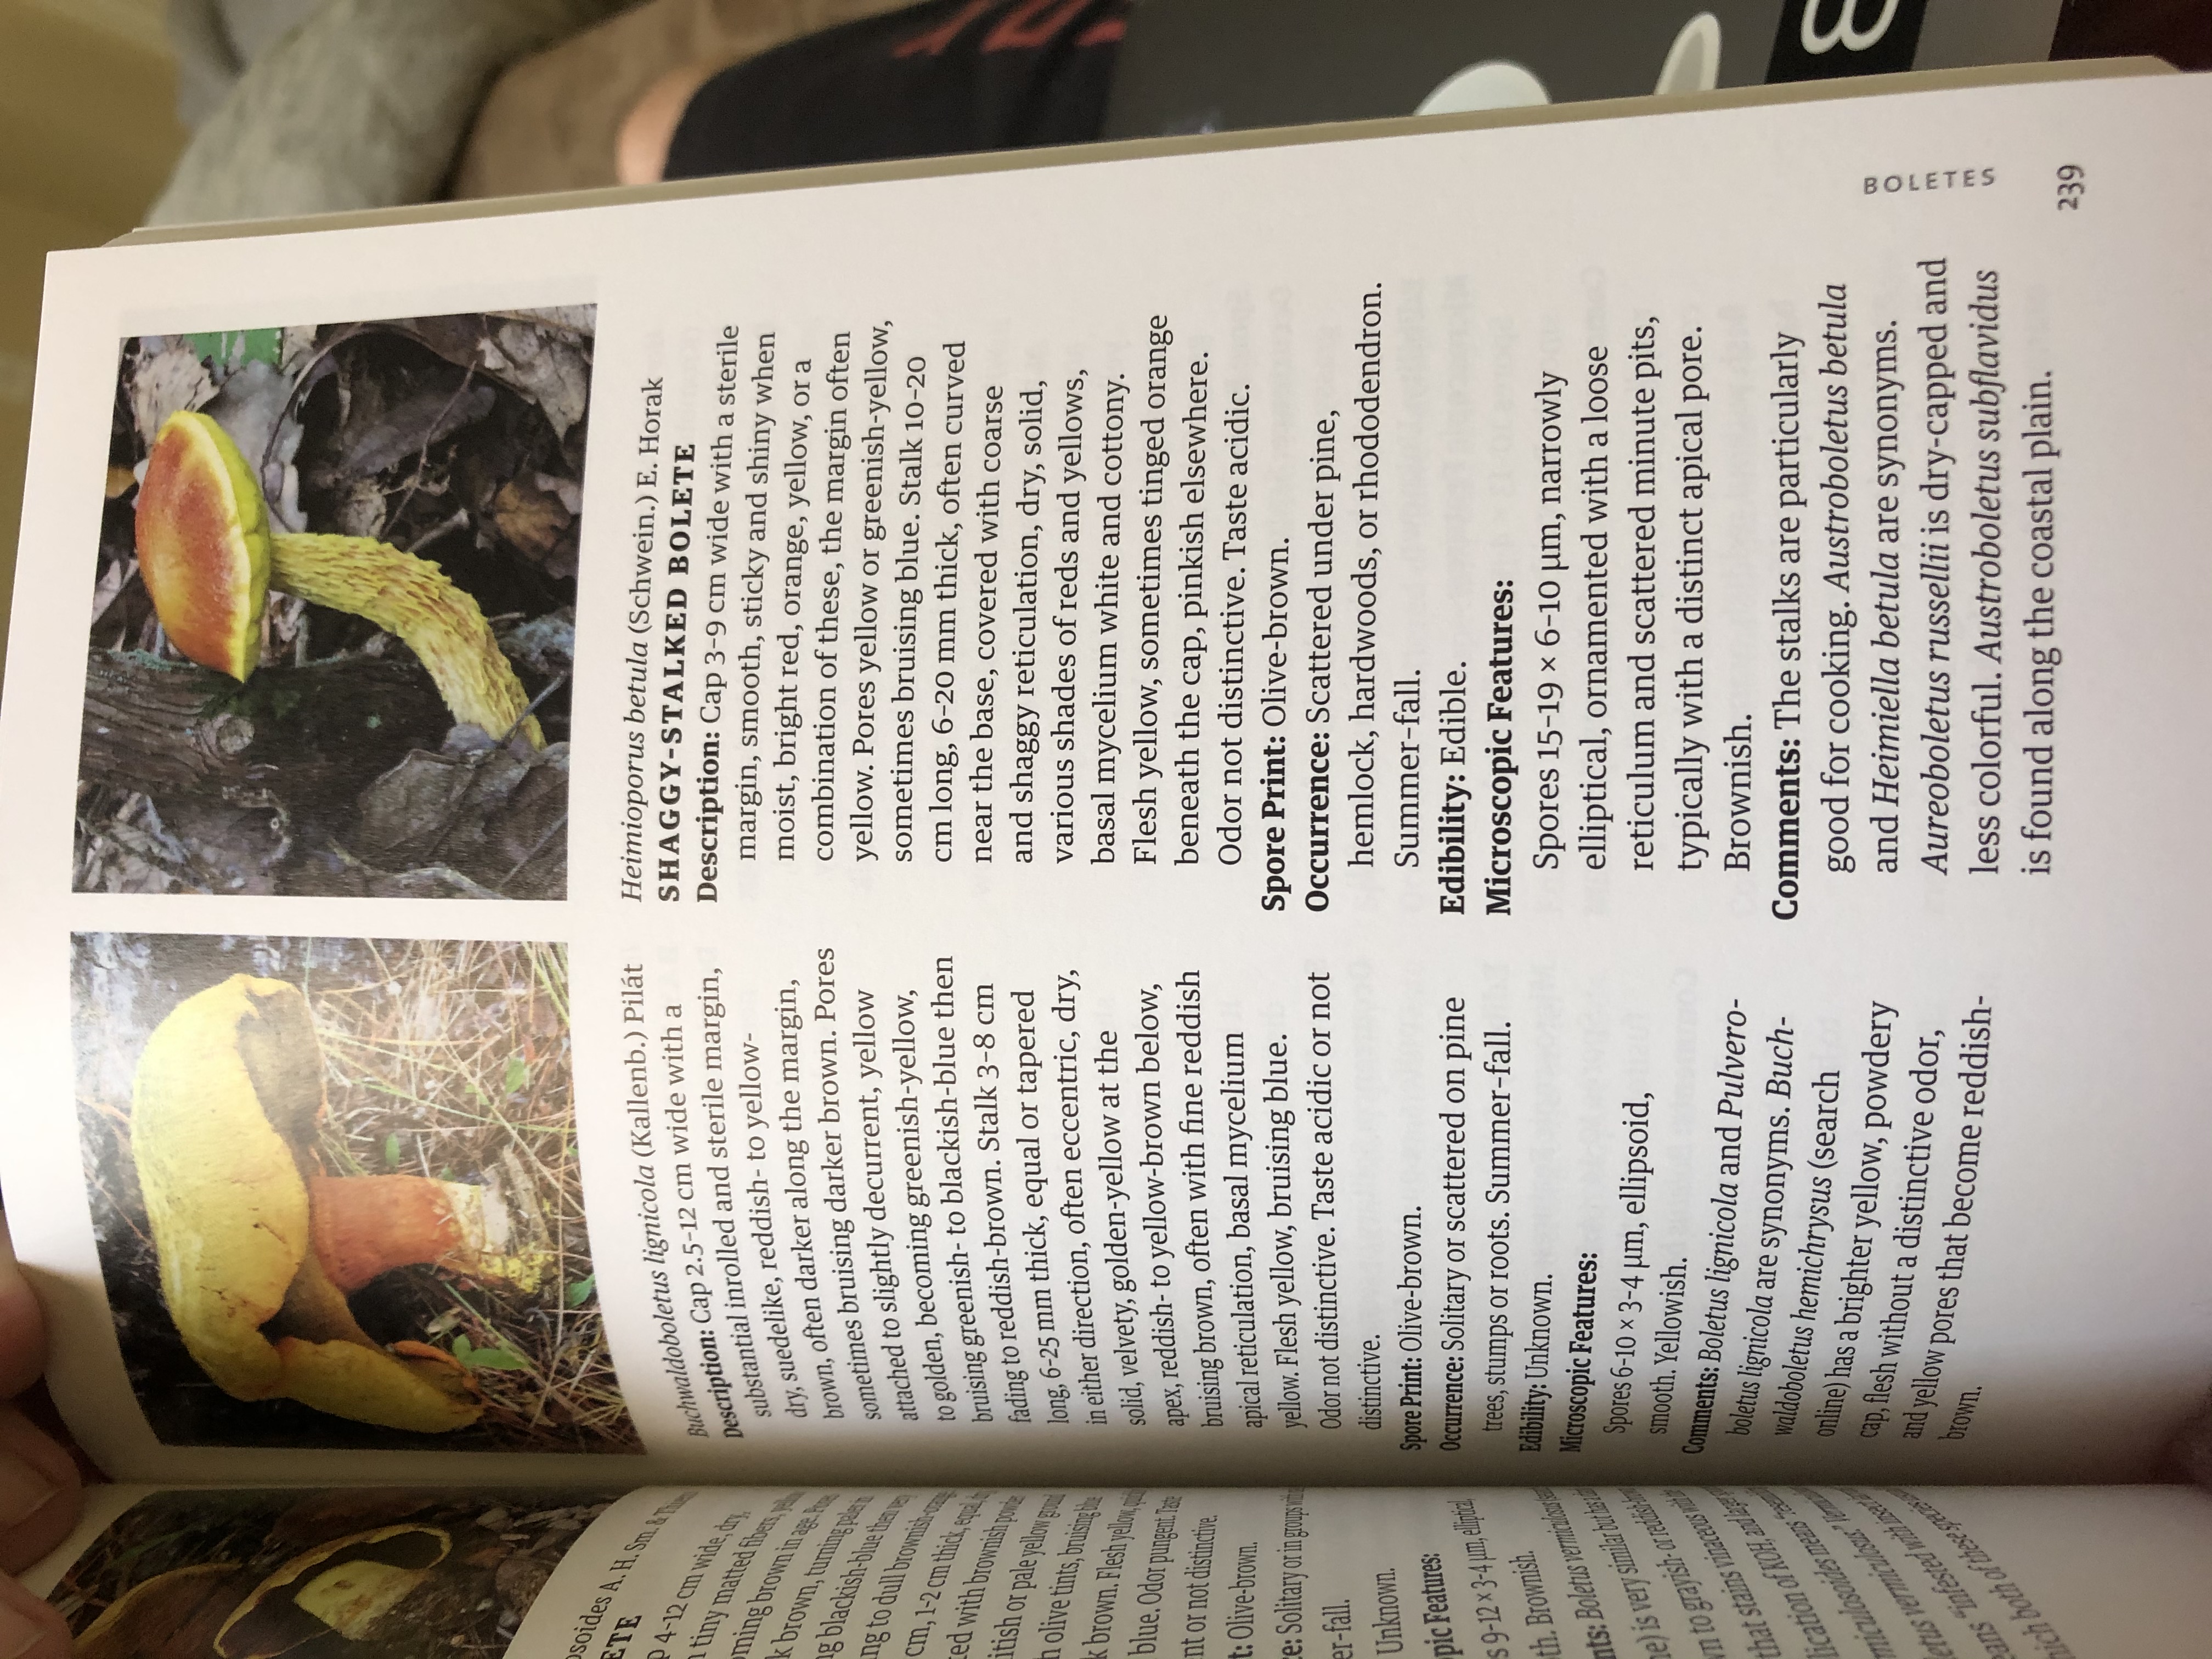 osoides A. H. Sm. & Thiers
ETE
p 4-12 cm wide, dry,
tiny matted fibers, yellow
oming brown in age. Pores
k brown, turning paler in
ng blackish-blue then very
ng to dull brownish-orange
cm, 1-2 cm thick, equal, dry
ted with brownish powder
itish or pale yellow ground
h olive tints, bruising blue
k brown. Flesh yellow, quickly
blue. Odor pungent. Taste
nt or not distinctive.
t: Olive-brown.
ce: Solitary or in groups with
er-fall.
Unknown.
pic Features:
s 9-12 × 3-4 μm, elliptical,
th. Brownish.
nts: Boletus vermiculosus (search
ne) is very similar but has a
wn to grayish- or reddish-brown
that stains vinaceous with the
lication of KOH, and larger
miculosoides means "resembling
letus vermiculosus." Vermiculosus
eans "infested with insect
hich both of these species
Buchwaldoboletus lignicola (Kallenb.) Pilát
Description: Cap 2.5-12 cm wide with a
substantial inrolled and sterile margin,
dry, suedelike, reddish- to yellow-
brown, often darker along the margin,
sometimes bruising darker brown. Pores
attached to slightly decurrent, yellow
to golden, becoming greenish-yellow,
bruising greenish- to blackish-blue then
fading to reddish-brown. Stalk 3-8 cm
long, 6-25 mm thick, equal or tapered
in either direction, often eccentric, dry,
solid, velvety, golden-yellow at the
apex, reddish- to yellow-brown below,
bruising brown, often with fine reddish
apical reticulation, basal mycelium
yellow. Flesh yellow, bruising blue.
Odor not distinctive. Taste acidic or not
distinctive.
Spore Print: Olive-brown.
Occurrence: Solitary or scattered on pine
trees, stumps or roots. Summer-fall.
Edibility: Unknown.
Microscopic Features:
Spores 6-10 × 3-4 μm, ellipsoid,
smooth. Yellowish.
Comments: Boletus lignicola and Pulvero-
boletus lignicola are synonyms. Buch-
waldoboletus hemichrysus (search
online) has a brighter yellow, powdery
cap, flesh without a distinctive odor,
and yellow pores that become reddish-
brown.
Heimioporus betula (Schwein.) E. Horak
SHAGGY-STALKED BOLETE
Description: Cap 3-9 cm wide with a sterile
margin, smooth, sticky and shiny when
moist, bright red, orange, yellow, or a
combination of these, the margin often
yellow. Pores yellow or greenish-yellow,
sometimes bruising blue. Stalk 10-20
cm long, 6-20 mm thick, often curved
near the base, covered with coarse
and shaggy reticulation, dry, solid,
various shades of reds and yellows,
basal mycelium white and cottony.
Flesh yellow, sometimes tinged orange
beneath the cap, pinkish elsewhere.
Odor not distinctive. Taste acidic.
Spore Print: Olive-brown.
Occurrence: Scattered under pine,
hemlock, hardwoods, or rhododendron.
Summer-fall.
Edibility: Edible.
Microscopic Features:
Spores 15-19 × 6-10 μm, narrowly
elliptical, ornamented with a loose
reticulum and scattered minute pits,
typically with a distinct apical pore.
Brownish.
Comments: The stalks are particularly
good for cooking. Austroboletus betula
and Heimiella betula are synonyms.
Aureoboletus russellii is dry-capped and
less colorful. Austroboletus subflavidus
is found along the coastal plain.
BOLETES
239